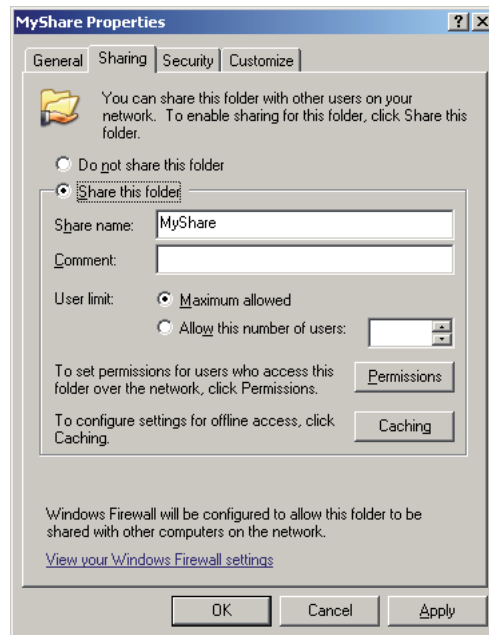 MyShare Properties
General Sharing Security Customize
You can share this folder with other users on your
network. To enable sharing for this folder, click Share this
folder.
Do not share this folder
Share this folder
Share name: MyShare
Comment:
User limit: Maximum allowed
Allow this number of users:
To set permissions for users who access this
folder over the network, click Permissions.
Permissions
To configure settings for offline access, click
Caching.
Caching
Windows Firewall will be configured to allow this folder to be
shared with other computers on the network.
View your Windows Firewall settings
OK Cancel Apply